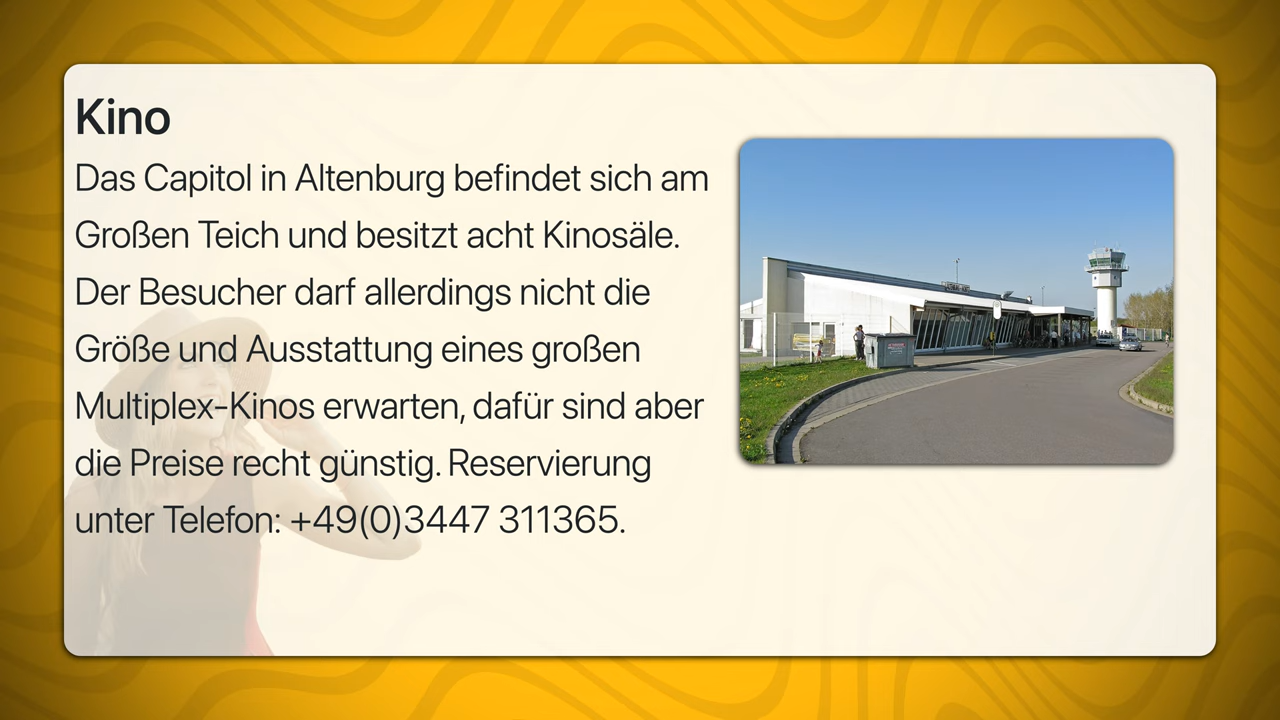 Kino
Das Capitol in Altenburg befindet sich am
Großen Teich und besitzt acht Kinosäle.
Der Besucher darf allerdings nicht die
Größe und Ausstattung eines großen
Multiplex-Kinos erwarten, dafür sind aber
die Preise recht günstig. Reservierung
unter Telefon: +49(0)3447 311365.